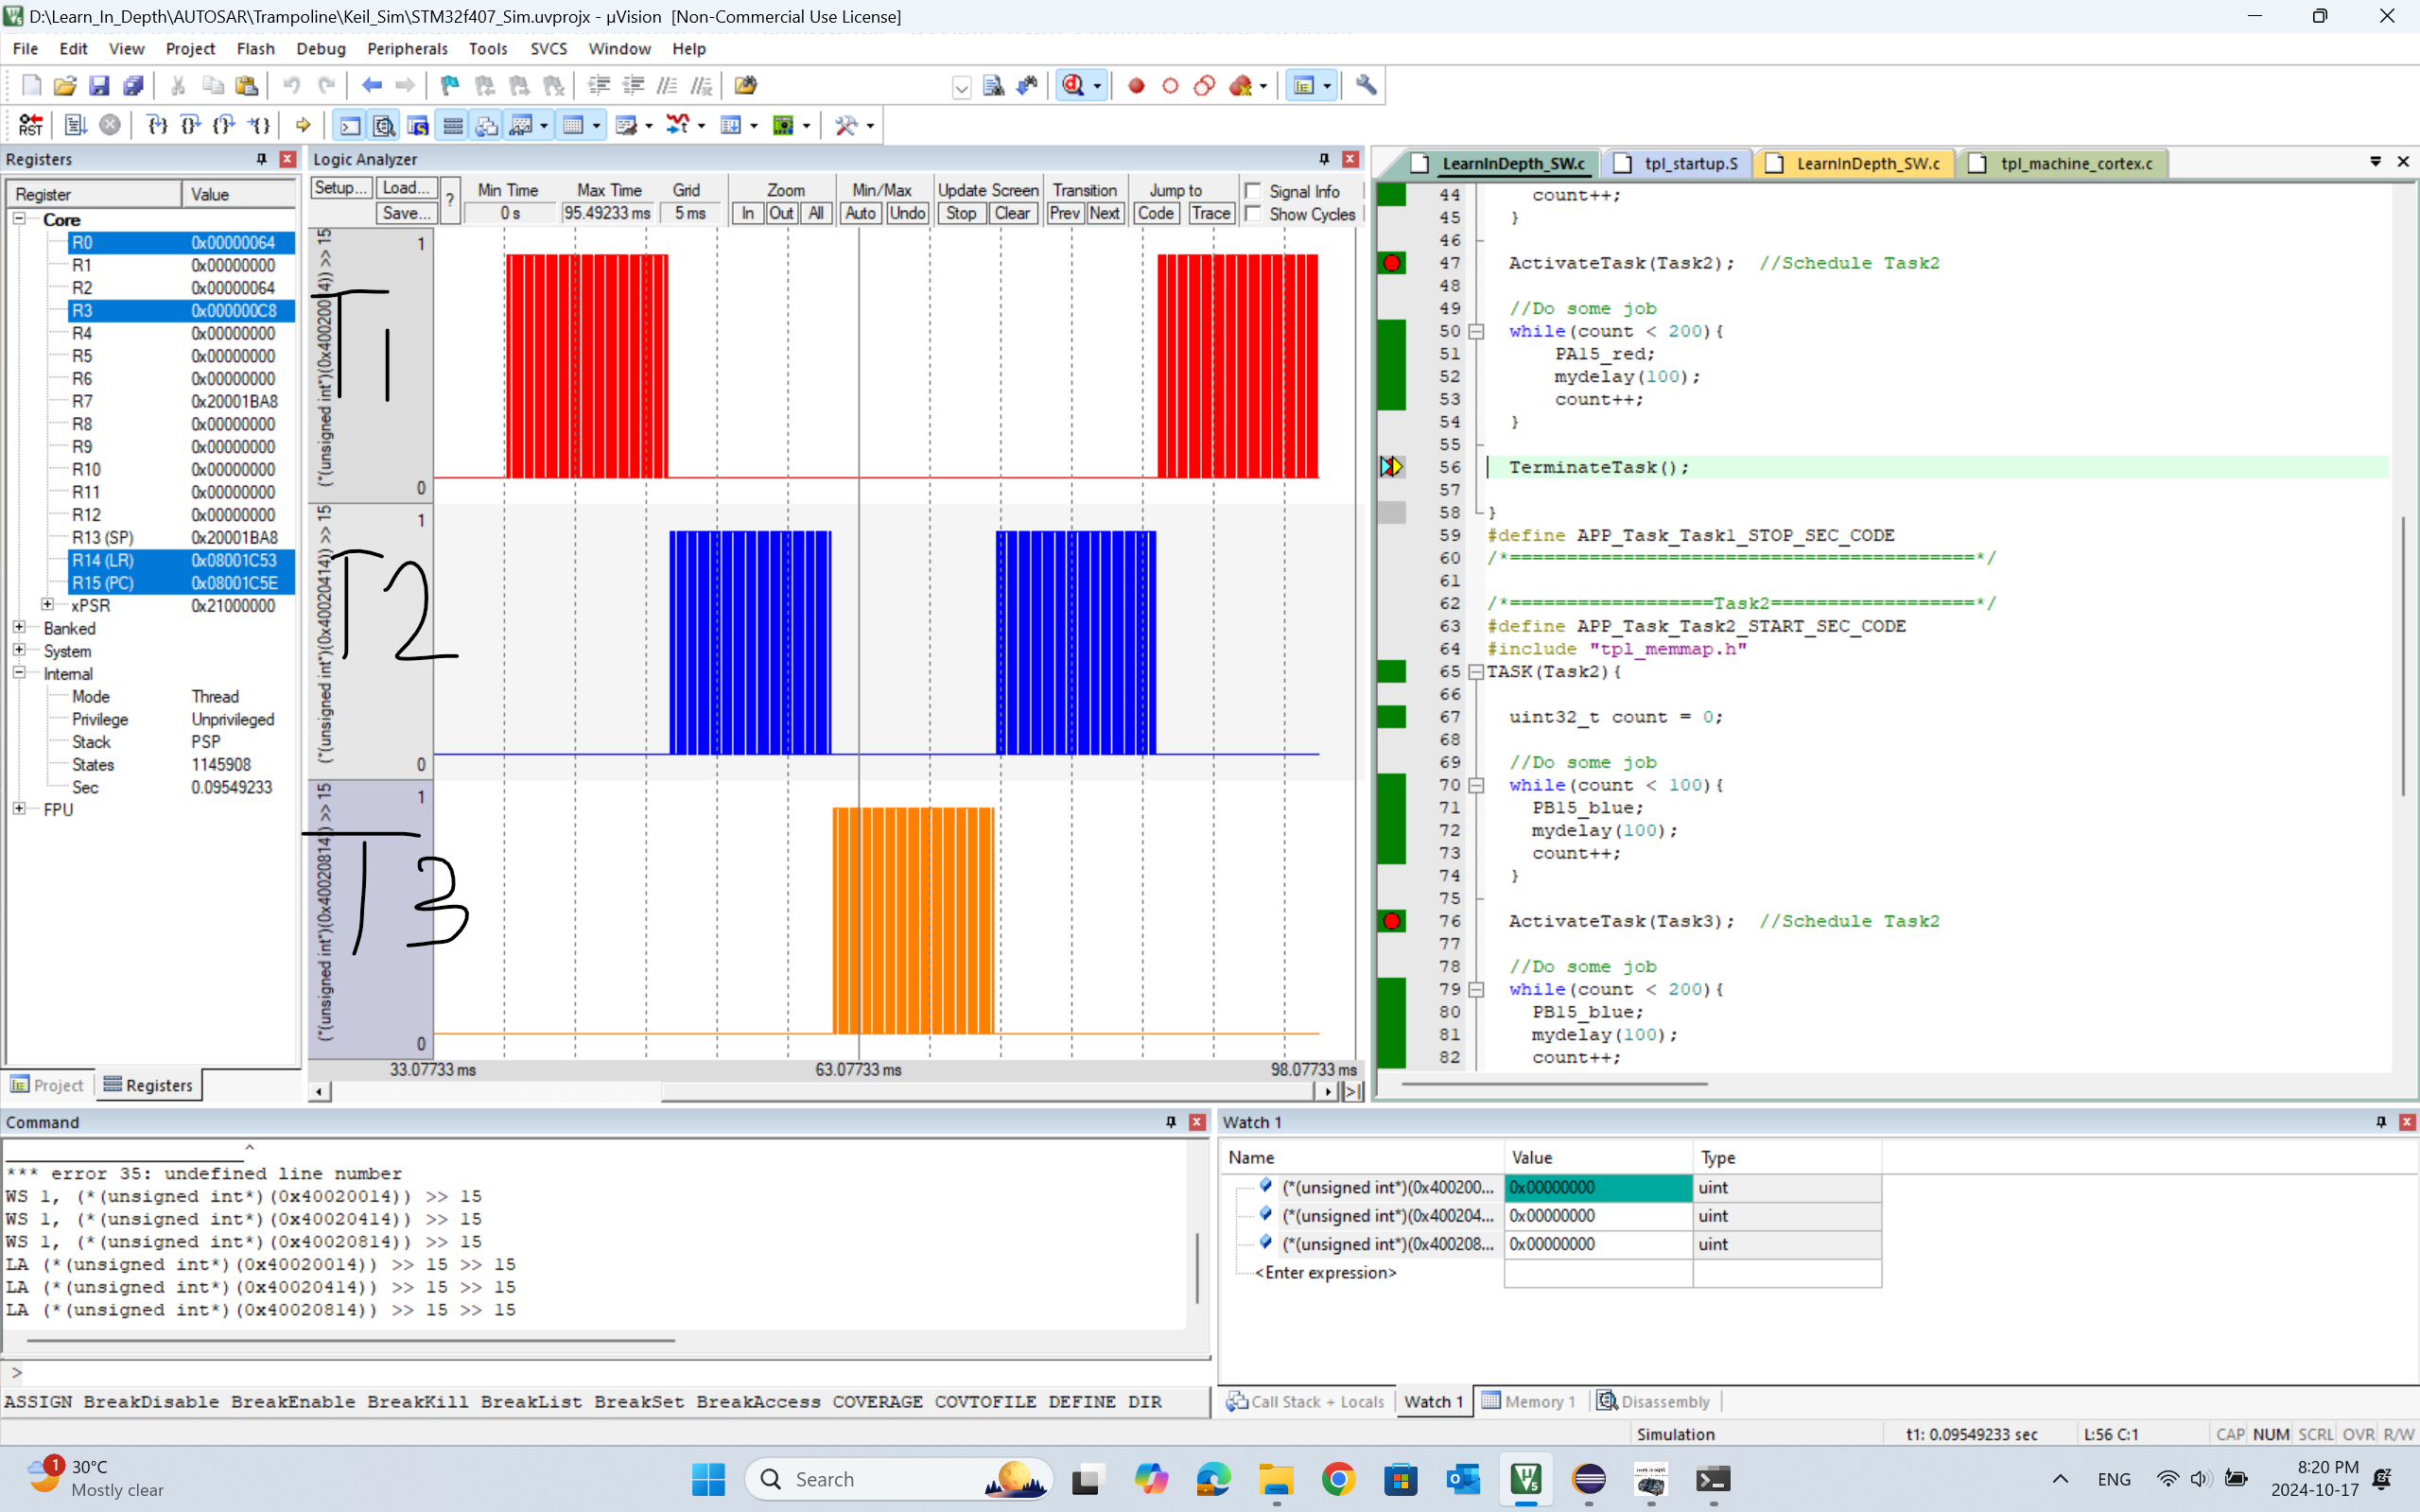 D:\Learn_In_Depth\AUTOSAR\Trampoline\Keil_Sim\STM32f407_Sim.uvprojx - µVision [Non-Commercial Use License]
File Edit View Project Flash Debug Peripherals Tools SVCS Window Help
Registers
Register Value
Core
R0 0x00000064
R1 0x00000000
R2 0x00000064
R3 0x000000C8
R4 0x00000000
R5 0x00000000
R6 0x00000000
R7 0x20001BA8
R8 0x00000000
R9 0x00000000
R10 0x00000000
R11 0x00000000
R12 0x00000000
R13 (SP) 0x20001BA8
R14 (LR) 0x08001C53
R15 (PC) 0x08001C5E
xPSR 0x21000000
Banked
System
Internal
Mode Thread
Privilege Unprivileged
Stack PSP
States 1145908
Sec 0.09549233
FPU
Project Registers
Logic Analyzer
Setup... Load... ? Min Time Max Time Grid Zoom Min/Max Update Screen Transition Jump to Signal Info
Save... 0 s 95.49233 ms 5 ms In Out All Auto Undo Stop Clear Prev Next Code Trace Show Cycles
(*(unsigned int*)(0x40020014)) >> 15
1
0
T1
(*(unsigned int*)(0x40020414)) >> 15
1
0
T2
(*(unsigned int*)(0x40020814)) >> 15
1
0
T3
33.07733 ms 63.07733 ms 98.07733 ms
LearnInDepth_SW.c tpl_startup.S LearnInDepth_SW.c tpl_machine_cortex.c
44 count++;
45 }
46
47 ActivateTask(Task2); //Schedule Task2
48
49 //Do some job
50 while(count < 200){
51 PA15_red;
52 mydelay(100);
53 count++;
54 }
55
56 TerminateTask();
57
58 }
59 #define APP_Task_Task1_STOP_SEC_CODE
60 /*=========================================*/
61
62 /*==================Task2==================*/
63 #define APP_Task_Task2_START_SEC_CODE
64 #include "tpl_memmap.h"
65 TASK(Task2){
66
67 uint32_t count = 0;
68
69 //Do some job
70 while(count < 100){
71 PB15_blue;
72 mydelay(100);
73 count++;
74 }
75
76 ActivateTask(Task3); //Schedule Task2
77
78 //Do some job
79 while(count < 200){
80 PB15_blue;
81 mydelay(100);
82 count++;
Command
^
*** error 35: undefined line number
WS 1, (*(unsigned int*)(0x40020014)) >> 15
WS 1, (*(unsigned int*)(0x40020414)) >> 15
WS 1, (*(unsigned int*)(0x40020814)) >> 15
LA (*(unsigned int*)(0x40020014)) >> 15 >> 15
LA (*(unsigned int*)(0x40020414)) >> 15 >> 15
LA (*(unsigned int*)(0x40020814)) >> 15 >> 15
>
ASSIGN BreakDisable BreakEnable BreakKill BreakList BreakSet BreakAccess COVERAGE COVTOFILE DEFINE DIR
Watch 1
Name Value Type
(*(unsigned int*)(0x400200... 0x00000000 uint
(*(unsigned int*)(0x400204... 0x00000000 uint
(*(unsigned int*)(0x400208... 0x00000000 uint
<Enter expression>
Call Stack + Locals Watch 1 Memory 1 Disassembly
Simulation t1: 0.09549233 sec L:56 C:1 CAP NUM SCRL OVR R/W
1 30°C
Mostly clear
Search
ENG
8:20 PM
2024-10-17